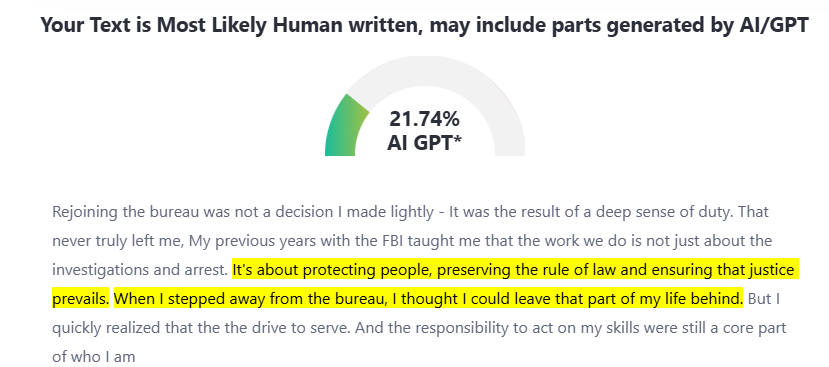 Your Text is Most Likely Human written, may include parts generated by AI/GPT
21.74%
AI GPT*
Rejoining the bureau was not a decision I made lightly - It was the result of a deep sense of duty. That
never truly left me, My previous years with the FBI taught me that the work we do is not just about the
investigations and arrest. It's about protecting people, preserving the rule of law and ensuring that justice
prevails. When I stepped away from the bureau, I thought I could leave that part of my life behind. But I
quickly realized that the the drive to serve. And the responsibility to act on my skills were still a core part
of who I am